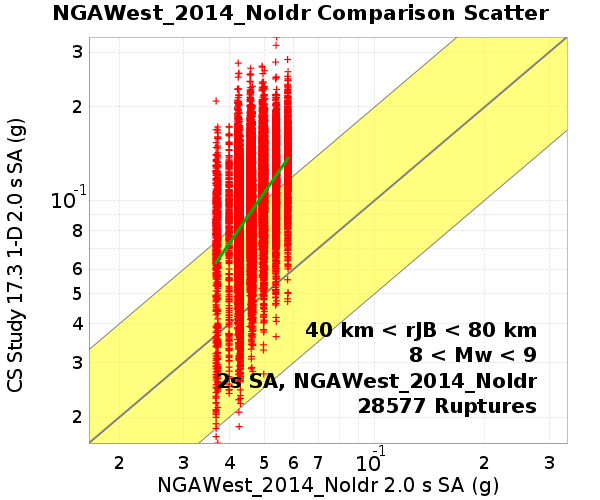 NGAWest_2014_NoIdr Comparison Scatter
CS Study 17.3 1-D 2.0 s SA (g)
3
2
10^-1
8
6
5
4
3
2
40 km < rJB < 80 km
8 < Mw < 9
2s SA, NGAWest_2014_NoIdr
28577 Ruptures
2 3 4 5 6 7 10^-1 2 3
NGAWest_2014_NoIdr 2.0 s SA (g)